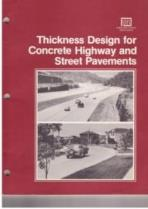 Thickness Design for
Concrete Highway and
Street Pavements